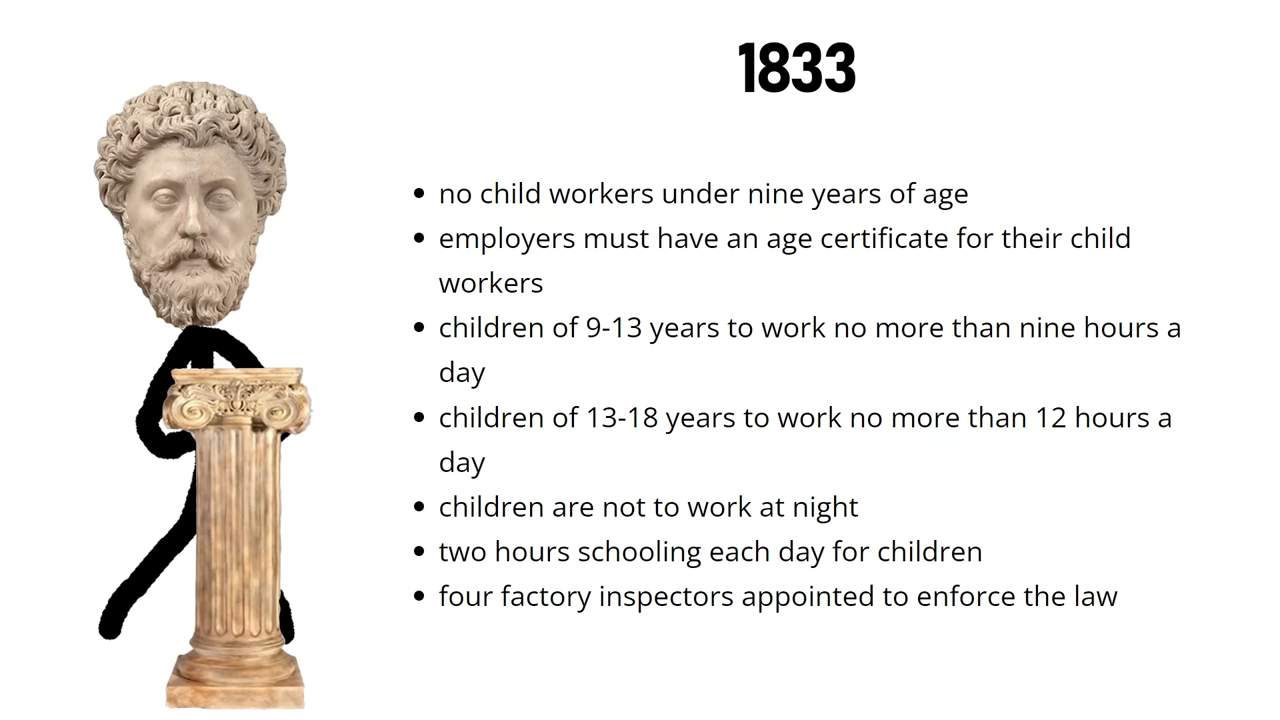 1833
• no child workers under nine years of age
• employers must have an age certificate for their child
workers
• children of 9-13 years to work no more than nine hours a
day
• children of 13-18 years to work no more than 12 hours a
day
• children are not to work at night
• two hours schooling each day for children
• four factory inspectors appointed to enforce the law